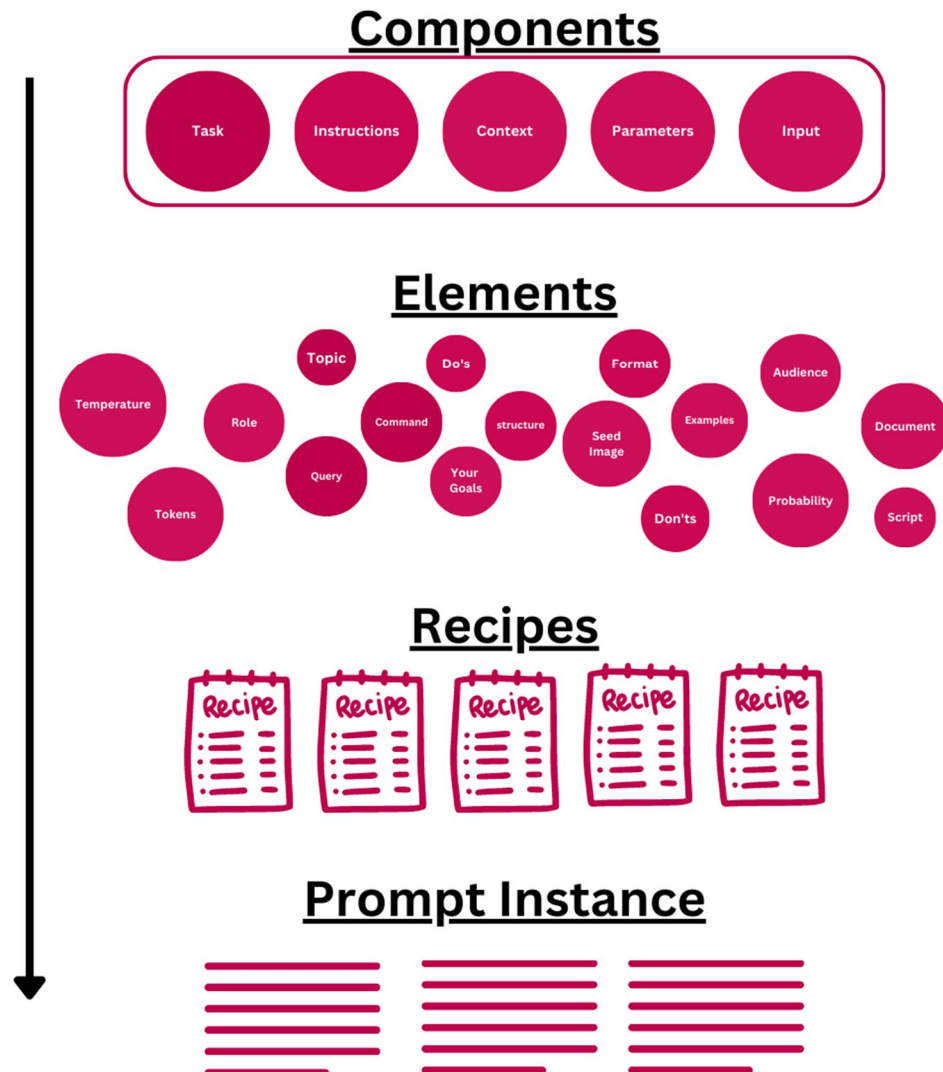 Components
Task
Instructions
Context
Parameters
Input
Elements
Topic
Do's
Format
Audience
Temperature
Role
Command
structure
Seed
Image
Examples
Document
Query
Your
Goals
Tokens
Don'ts
Probability
Script
Recipes
Recipe
Recipe
Recipe
Recipe
Recipe
Prompt Instance